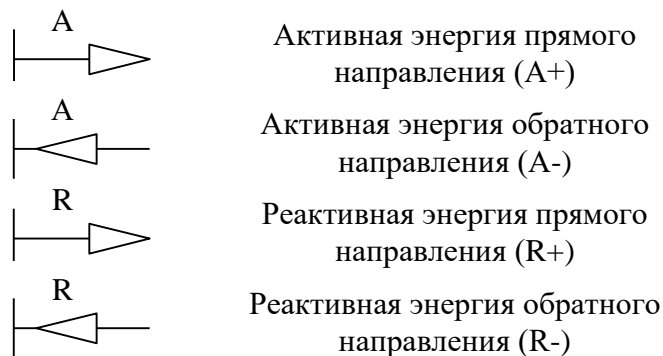 A
Активная энергия прямого
направления (А+)
A
Активная энергия обратного
направления (А-)
R
Реактивная энергия прямого
направления (R+)
R
Реактивная энергия обратного
направления (R-)